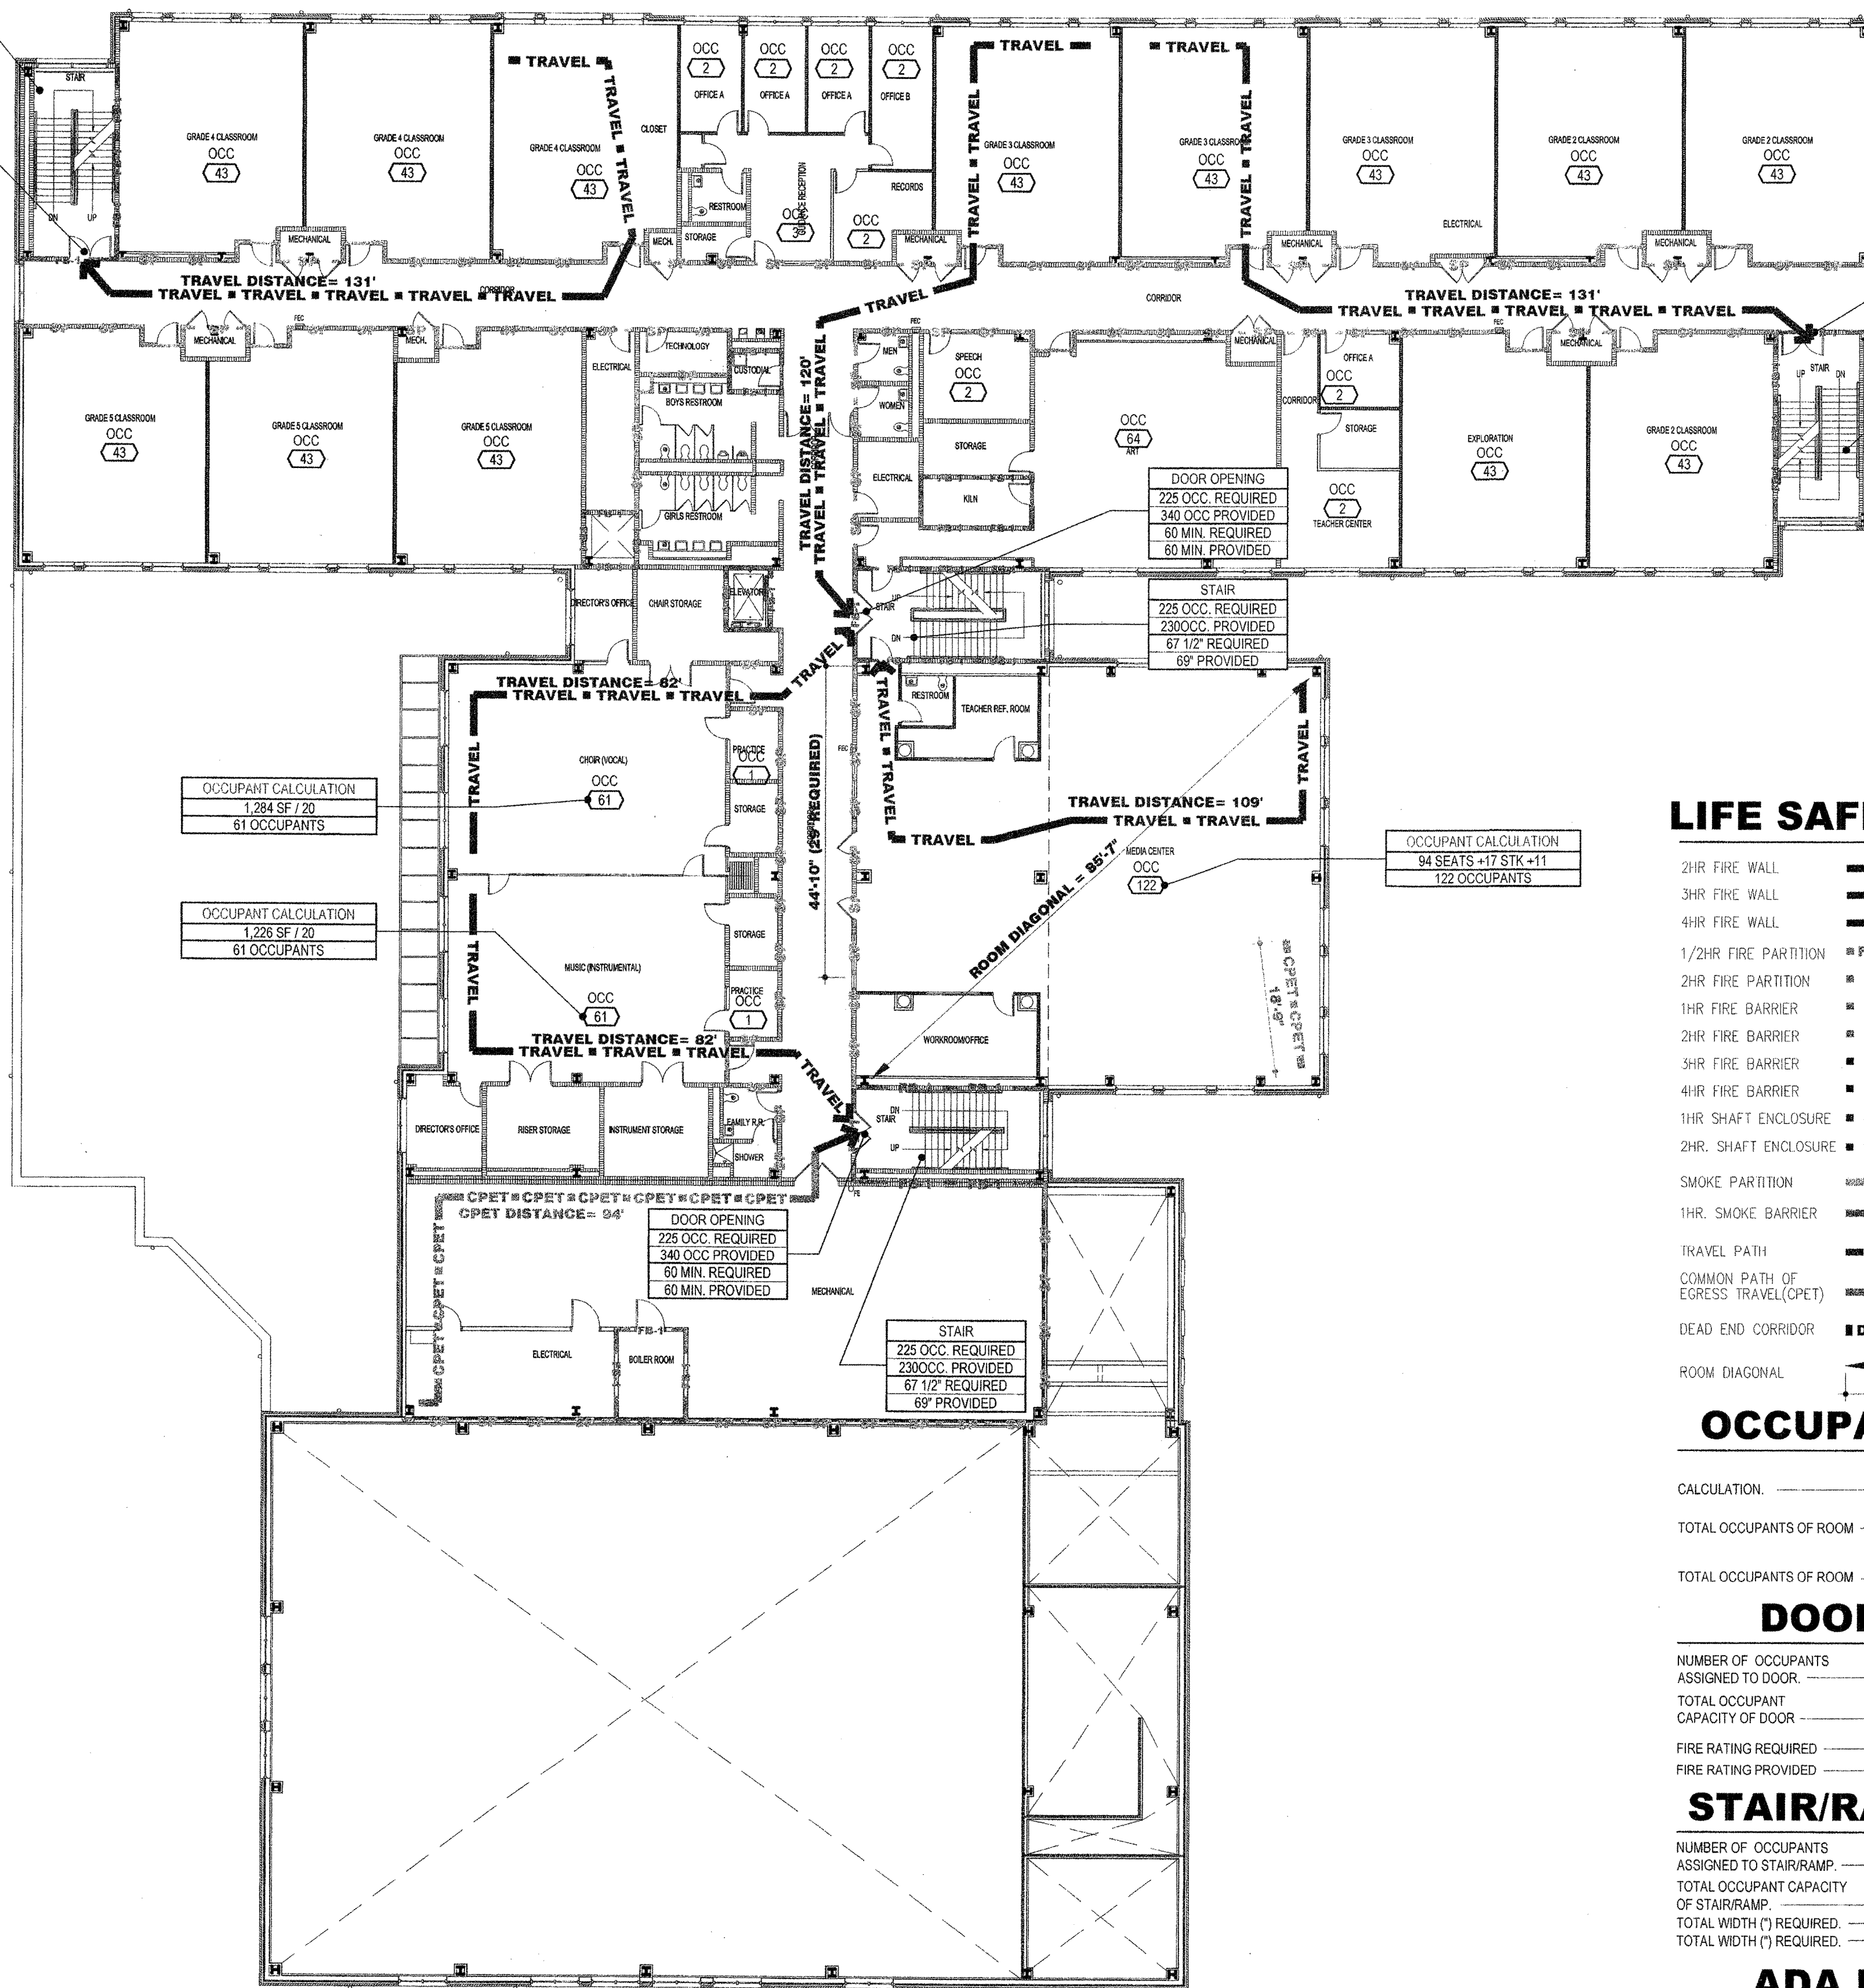 STAIR
DN
UP
GRADE 4 CLASSROOM
OCC
43
GRADE 4 CLASSROOM
OCC
43
TRAVEL
TRAVEL ■ TRAVEL
GRADE 4 CLASSROOM
OCC
43
CLOSET
OCC
2
OFFICE A
OCC
2
OFFICE A
OCC
2
OFFICE A
OCC
2
OFFICE B
RESTROOM
STORAGE
OCC
3
RECORDS
OCC
2
MECHANICAL
MECHANICAL
MECH.
TRAVEL
TRAVEL ■ TRAVEL
GRADE 3 CLASSROOM
OCC
43
TRAVEL
TRAVEL ■ TRAVEL
GRADE 3 CLASSROOM
OCC
43
GRADE 3 CLASSROOM
OCC
43
ELECTRICAL
GRADE 2 CLASSROOM
OCC
43
GRADE 2 CLASSROOM
OCC
43
MECHANICAL
MECHANICAL
TRAVEL DISTANCE= 131'
TRAVEL ■ TRAVEL ■ TRAVEL ■ TRAVEL ■ TRAVEL
CORRIDOR
TRAVEL
CORRIDOR
TRAVEL DISTANCE= 131'
TRAVEL ■ TRAVEL ■ TRAVEL ■ TRAVEL ■ TRAVEL
FEC
FEC
FEC
MECHANICAL
MECH.
ELECTRICAL
TECHNOLOGY
CUSTODIAL
BOYS RESTROOM
GIRLS RESTROOM
TRAVEL DISTANCE= 120'
TRAVEL ■ TRAVEL ■ TRAVEL ■ TRAVEL
MEN
WOMEN
ELECTRICAL
SPEECH
OCC
2
STORAGE
KILN
OCC
64
ART
MECHANICAL
CORRIDOR
OFFICE A
OCC
2
STORAGE
OCC
2
TEACHER CENTER
MECHANICAL
EXPLORATION
OCC
43
GRADE 2 CLASSROOM
OCC
43
UP STAIR DN
GRADE 5 CLASSROOM
OCC
43
GRADE 5 CLASSROOM
OCC
43
GRADE 5 CLASSROOM
OCC
43
DOOR OPENING
225 OCC. REQUIRED
340 OCC PROVIDED
60 MIN. REQUIRED
60 MIN. PROVIDED
STAIR
225 OCC. REQUIRED
230OCC. PROVIDED
67 1/2" REQUIRED
69" PROVIDED
DIRECTOR'S OFFICE
CHAIR STORAGE
ELEVATOR
UP
STAIR
DN
TRAVEL
TRAVEL DISTANCE= 82'
TRAVEL ■ TRAVEL ■ TRAVEL
TRAVEL
CHOIR (VOCAL)
OCC
61
PRACTICE
OCC
1
STORAGE
44'-10" (29' REQUIRED)
FEC
TRAVEL ■ TRAVEL
RESTROOM
TEACHER REF. ROOM
TRAVEL
TRAVEL DISTANCE= 109'
TRAVEL ■ TRAVEL
TRAVEL
MEDIA CENTER
OCC
122
ROOM DIAGONAL = 85'-7"
OCCUPANT CALCULATION
1,284 SF / 20
61 OCCUPANTS
OCCUPANT CALCULATION
94 SEATS +17 STK +11
122 OCCUPANTS
OCCUPANT CALCULATION
1,226 SF / 20
61 OCCUPANTS
TRAVEL
MUSIC (INSTRUMENTAL)
OCC
61
STORAGE
PRACTICE
OCC
1
CPET ■ CPET
18'-9"
WORKROOM/OFFICE
TRAVEL DISTANCE= 82'
TRAVEL ■ TRAVEL ■ TRAVEL
TRAVEL
DIRECTOR'S OFFICE
RISER STORAGE
INSTRUMENT STORAGE
FAMILY R.R.
SHOWER
DN
STAIR
UP
FE
CPET ■ CPET ■ CPET ■ CPET ■ CPET ■ CPET
CPET DISTANCE= 94'
CPET ■ CPET ■ CPET
DOOR OPENING
225 OCC. REQUIRED
340 OCC PROVIDED
60 MIN. REQUIRED
60 MIN. PROVIDED
MECHANICAL
STAIR
225 OCC. REQUIRED
230OCC. PROVIDED
67 1/2" REQUIRED
69" PROVIDED
FB-1
ELECTRICAL
BOILER ROOM
LIFE SAF
2HR FIRE WALL
3HR FIRE WALL
4HR FIRE WALL
1/2HR FIRE PARTITION
2HR FIRE PARTITION
1HR FIRE BARRIER
2HR FIRE BARRIER
3HR FIRE BARRIER
4HR FIRE BARRIER
1HR SHAFT ENCLOSURE
2HR. SHAFT ENCLOSURE
SMOKE PARTITION
1HR. SMOKE BARRIER
TRAVEL PATH
COMMON PATH OF
EGRESS TRAVEL(CPET)
DEAD END CORRIDOR
ROOM DIAGONAL
OCCUPA
CALCULATION.
TOTAL OCCUPANTS OF ROOM
TOTAL OCCUPANTS OF ROOM
DOO
NUMBER OF OCCUPANTS
ASSIGNED TO DOOR.
TOTAL OCCUPANT
CAPACITY OF DOOR
FIRE RATING REQUIRED
FIRE RATING PROVIDED
STAIR/RA
NUMBER OF OCCUPANTS
ASSIGNED TO STAIR/RAMP.
TOTAL OCCUPANT CAPACITY
OF STAIR/RAMP.
TOTAL WIDTH (") REQUIRED.
TOTAL WIDTH (") REQUIRED.
ADA